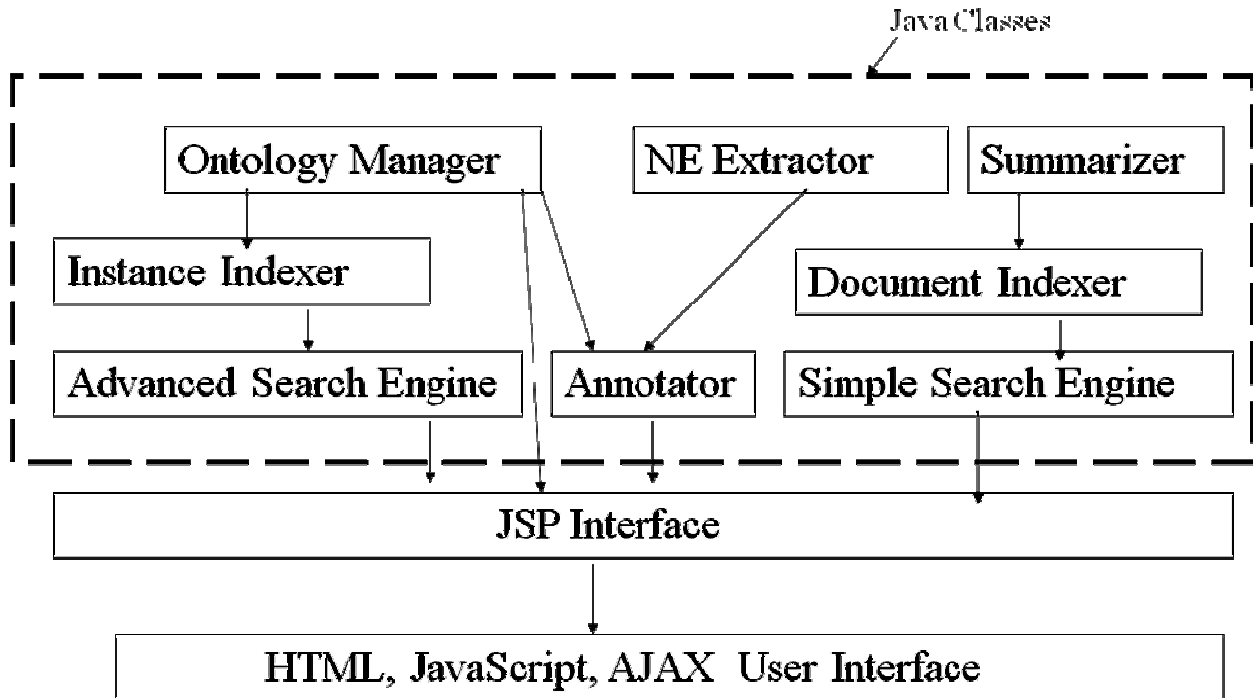 Java Classes
Ontology Manager
NE Extractor
Summarizer
Instance Indexer
Document Indexer
Advanced Search Engine
Annotator
Simple Search Engine
JSP Interface
HTML, JavaScript, AJAX User Interface